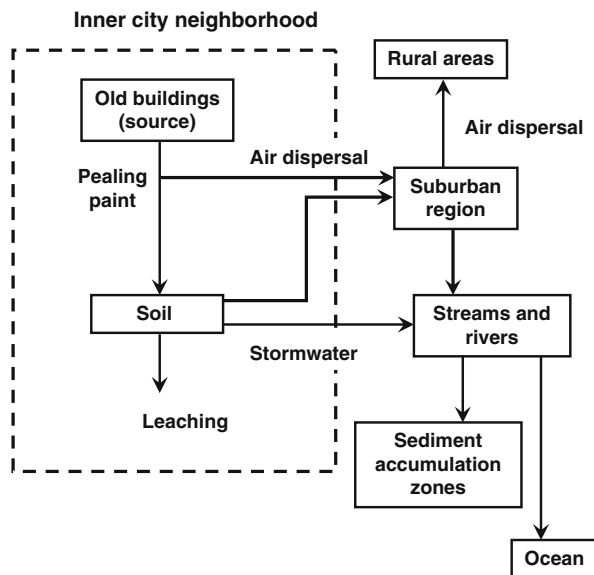 Inner city neighborhood
Rural areas
Old buildings
(source)
Air dispersal
Air dispersal
Pealing
paint
Suburban
region
Soil
Streams and
rivers
Stormwater
Leaching
Sediment
accumulation
zones
Ocean